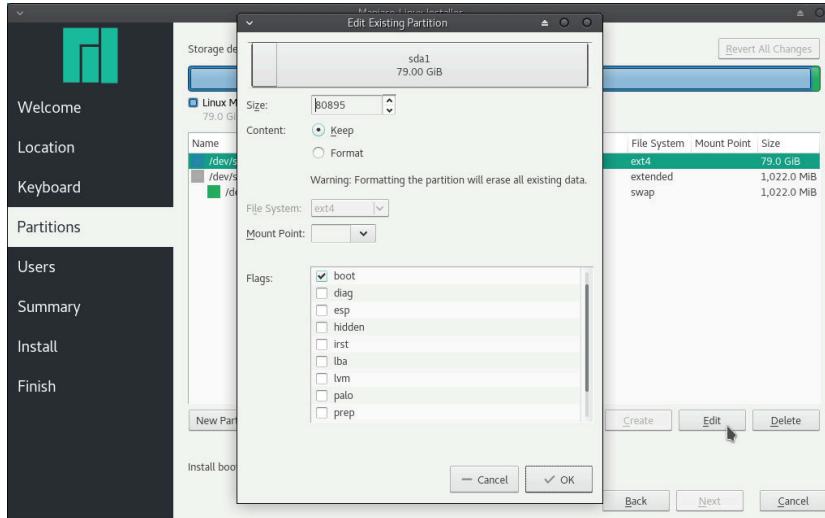 Manjaro Linux Installer
Edit Existing Partition
Welcome
Location
Keyboard
Partitions
Users
Summary
Install
Finish
Storage de
Revert All Changes
Linux M
79.0 Gi
Name
File System
Mount Point
Size
/dev/s
ext4
79.0 GiB
/dev/s
extended
1,022.0 MiB
/de
swap
1,022.0 MiB
New Part
Create
Edit
Delete
Install boo
Back
Next
Cancel
sda1
79.00 GiB
Size:
80895
Content:
Keep
Format
Warning: Formatting the partition will erase all existing data.
File System:
ext4
Mount Point:
Flags:
boot
diag
esp
hidden
irst
lba
lvm
palo
prep
Cancel
OK